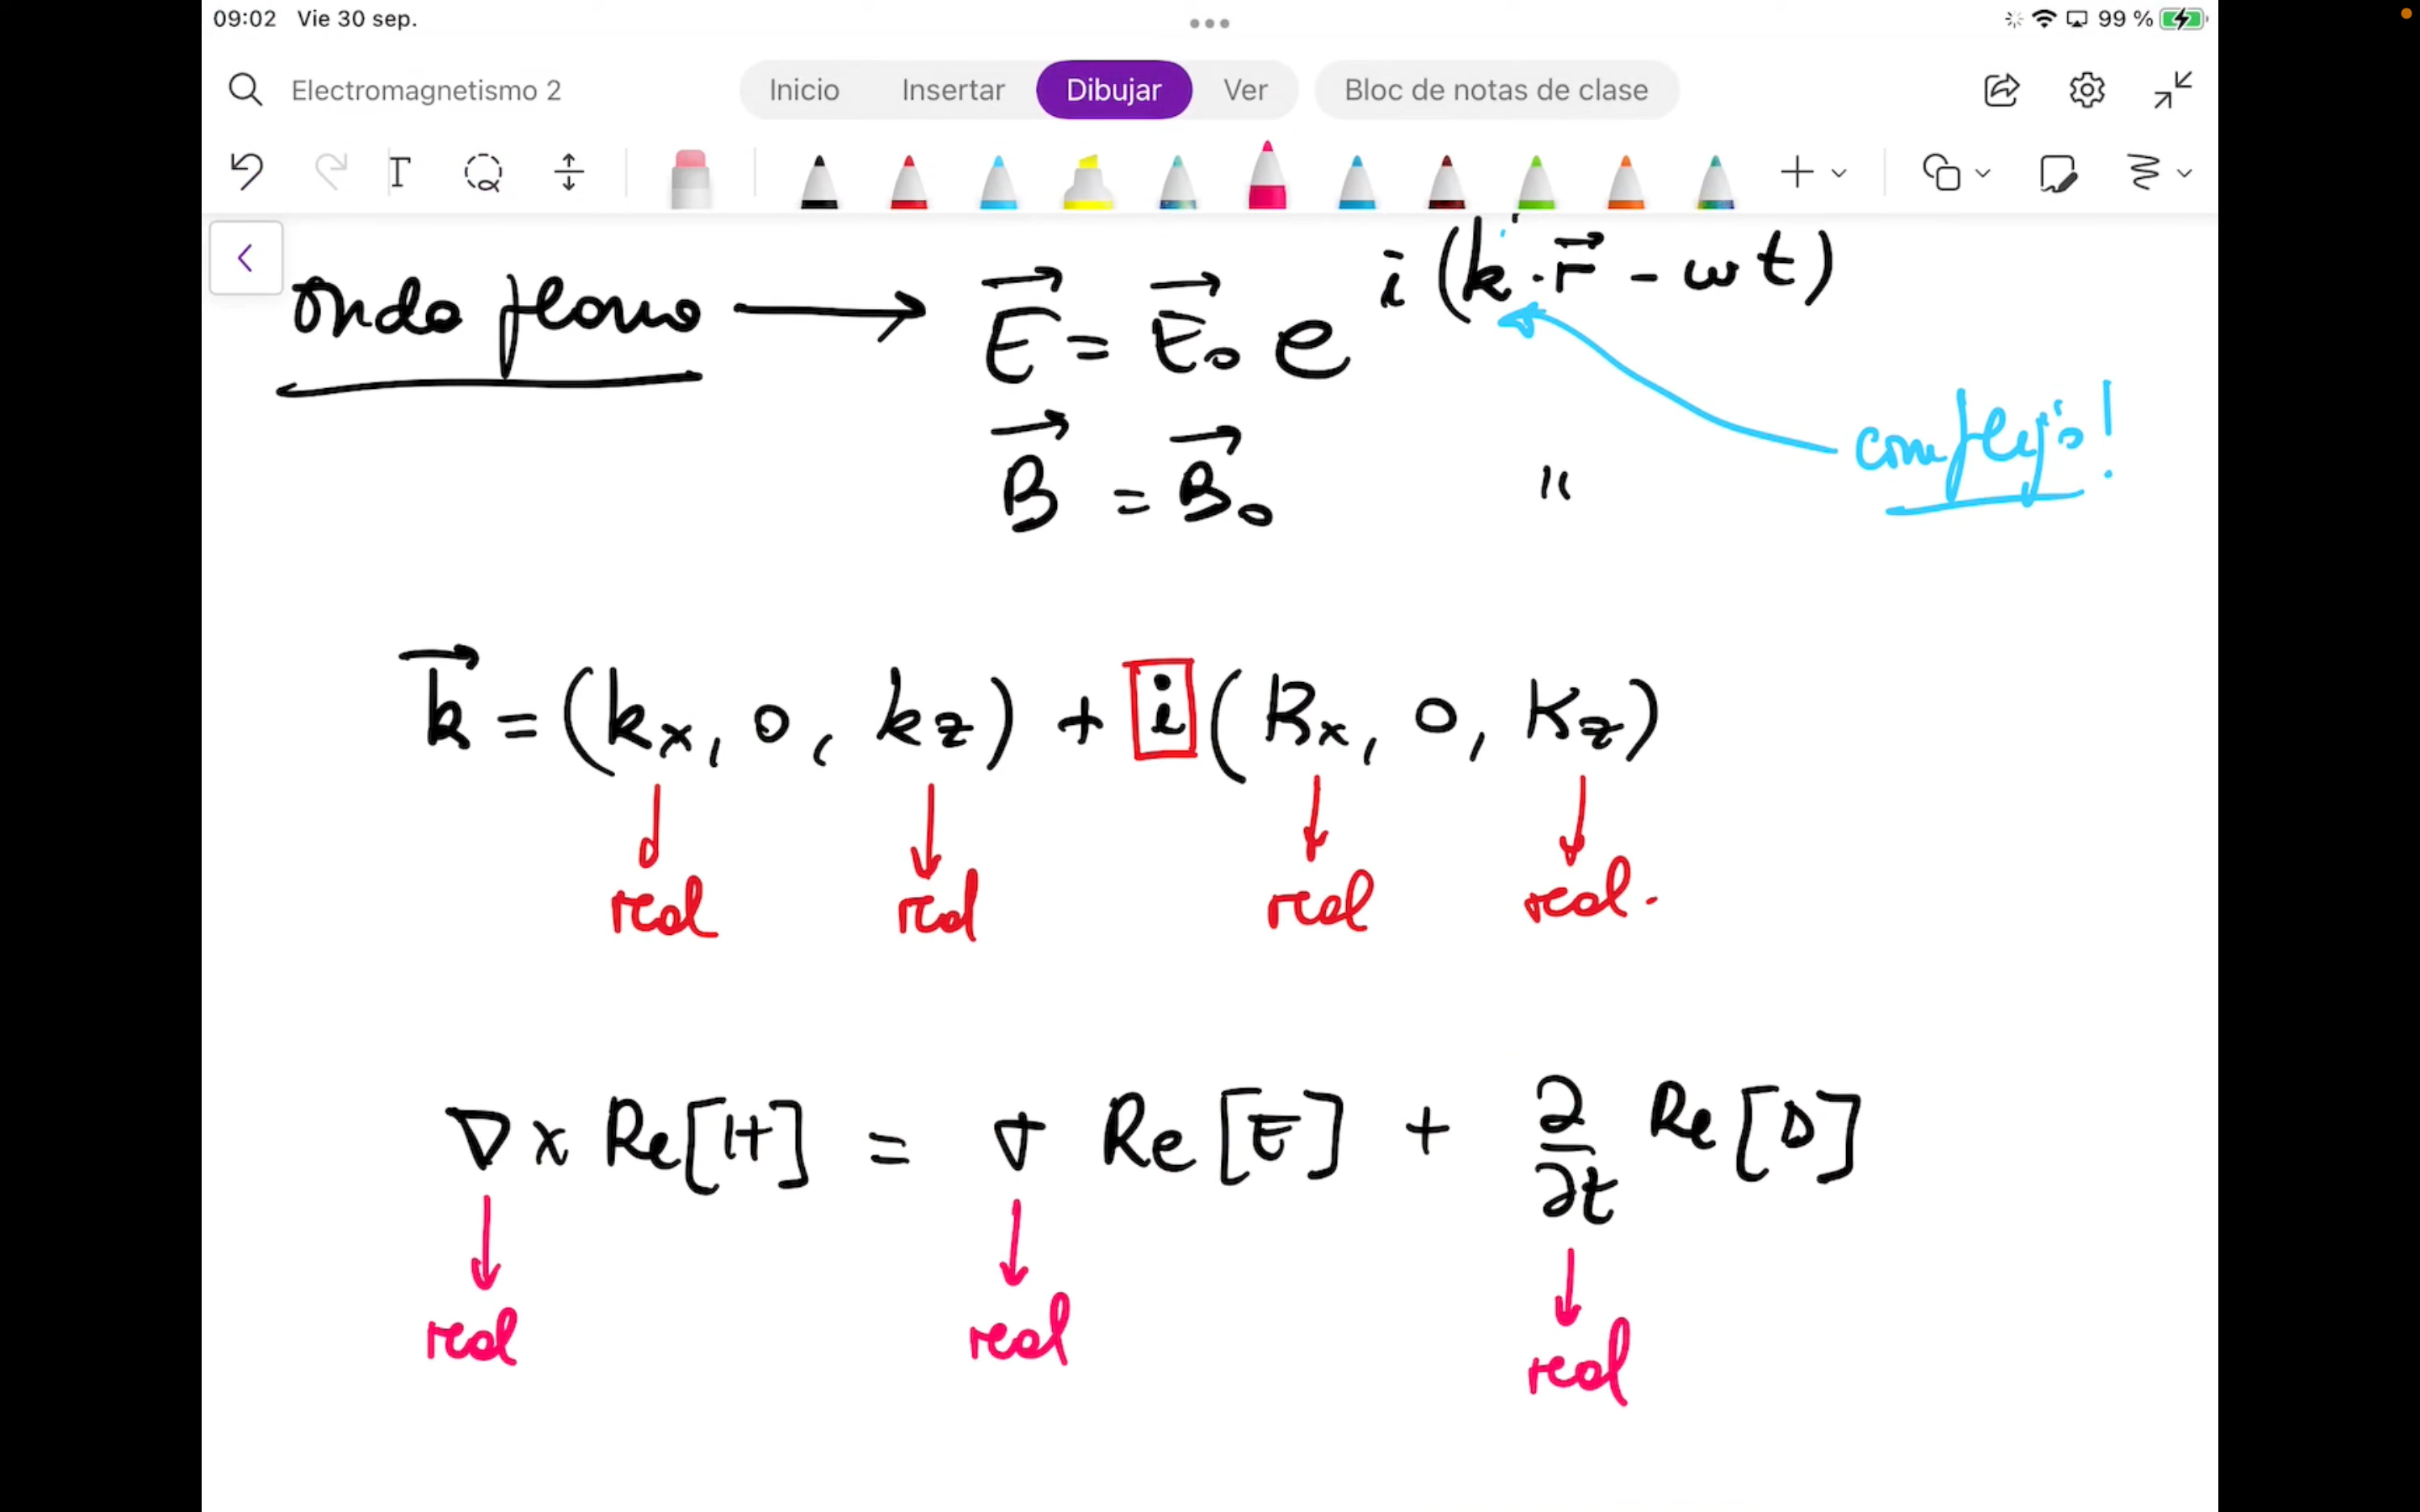 09:02 Vie 30 sep. 99 %
Electromagnetismo 2 Inicio Insertar Dibujar Ver Bloc de notas de clase
T
Onda plana → E⃗ = E⃗₀ e^{i(k⃗·r⃗ - ωt)}
complejo!
B⃗ = B⃗₀ "
k⃗ = (kx, 0, kz) + i (Kx, 0, Kz)
real real real real.
∇ x Re[H] = σ Re[E] + ∂/∂t Re[D]
real real real